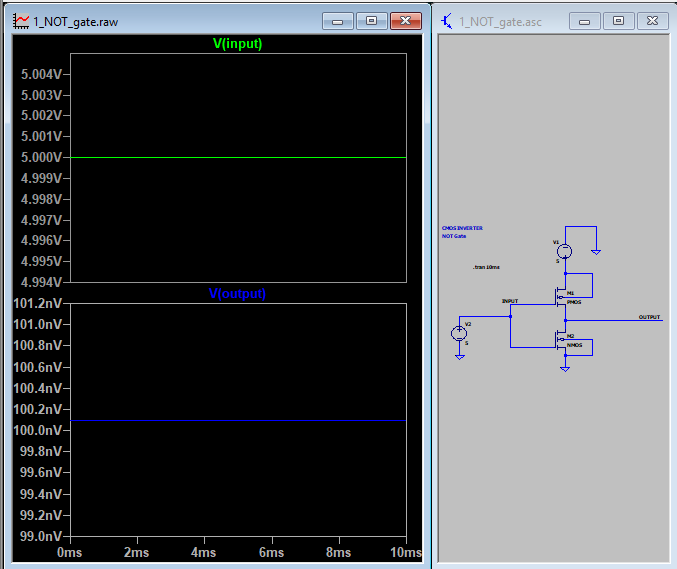 1_NOT_gate.raw
V(input)
5.004V
5.003V
5.002V
5.001V
5.000V
4.999V
4.998V
4.997V
4.996V
4.995V
4.994V
V(output)
101.2nV
101.0nV
100.8nV
100.6nV
100.4nV
100.2nV
100.0nV
99.8nV
99.6nV
99.4nV
99.2nV
99.0nV
0ms 2ms 4ms 6ms 8ms 10ms
1_NOT_gate.asc
CMOS INVERTER
NOT Gate
V1
5
.tran 10ms
M1
PMOS
INPUT
OUTPUT
V2
5
M2
NMOS